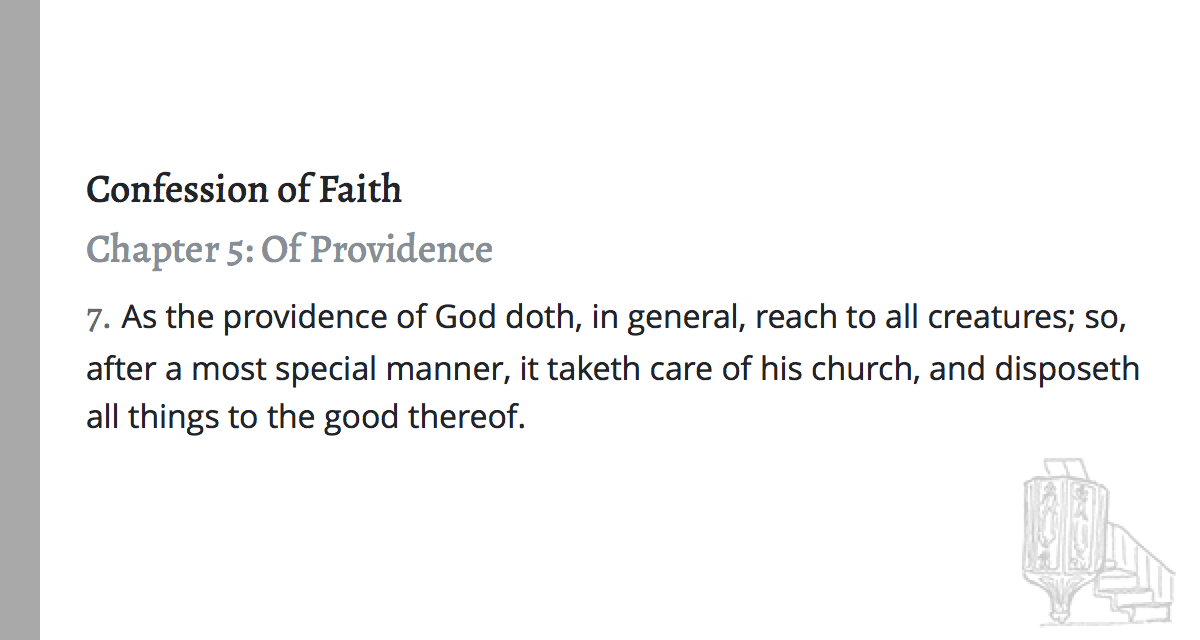 Confession of Faith
Chapter 5: Of Providence
7. As the providence of God doth, in general, reach to all creatures; so,
after a most special manner, it taketh care of his church, and disposeth
all things to the good thereof.